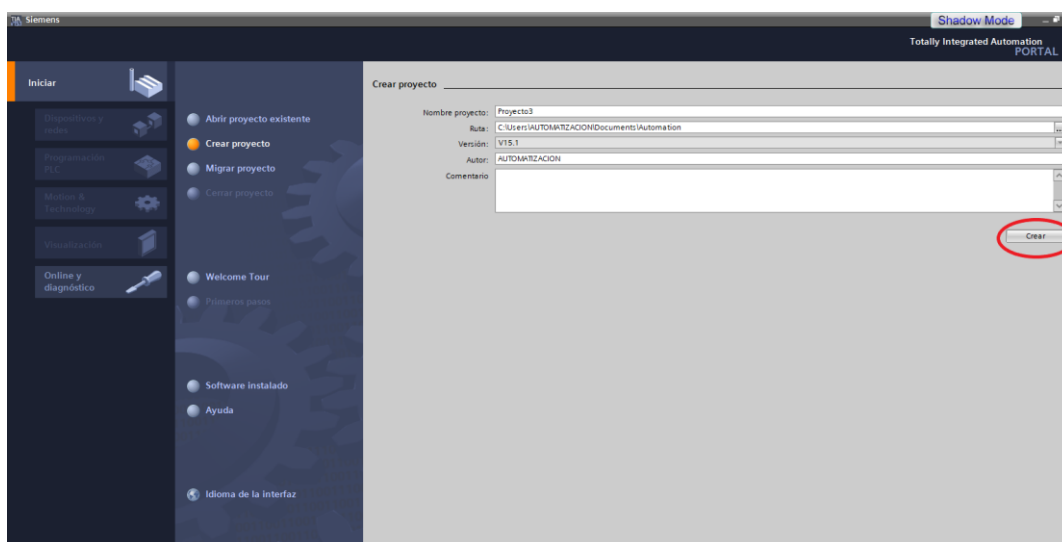 Siemens
Shadow Mode
Totally Integrated Automation
PORTAL
Iniciar
Dispositivos y
redes
Programación
PLC
Motion &
Technology
Visualización
Online y
diagnóstico
Abrir proyecto existente
Crear proyecto
Migrar proyecto
Cerrar proyecto
Welcome Tour
Primeros pasos
Software instalado
Ayuda
Idioma de la interfaz
Crear proyecto
Nombre proyecto: Proyecto3
Ruta: C:\Users\AUTOMATIZACION\Documents\Automation
Versión: V15.1
Autor: AUTOMATIZACION
Comentario
Crear